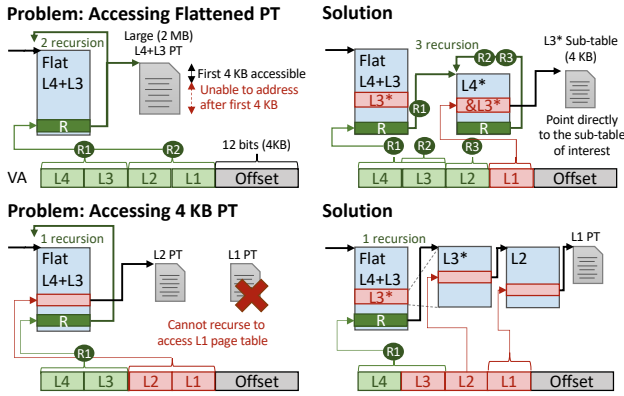 Problem: Accessing Flattened PT
2 recursion
Large (2 MB)
L4+L3 PT
Flat
L4+L3
R
First 4 KB accessible
Unable to address
after first 4 KB
R1
R2
12 bits (4KB)
VA
L4
L3
L2
L1
Offset
Solution
3 recursion
Flat
L4+L3
L3*
R
R1
R2
R3
L4*
&L3*
R
L3* Sub-table
(4 KB)
Point directly
to the sub-table
of interest
R1
R2
R3
L4
L3
L2
L1
Offset
Problem: Accessing 4 KB PT
1 recursion
Flat
L4+L3
R
L2 PT
L1 PT
Cannot recurse to
access L1 page table
R1
L4
L3
L2
L1
Offset
Solution
1 recursion
Flat
L4+L3
L3*
R
L3*
L2
L1 PT
R1
L4
L3
L2
L1
Offset